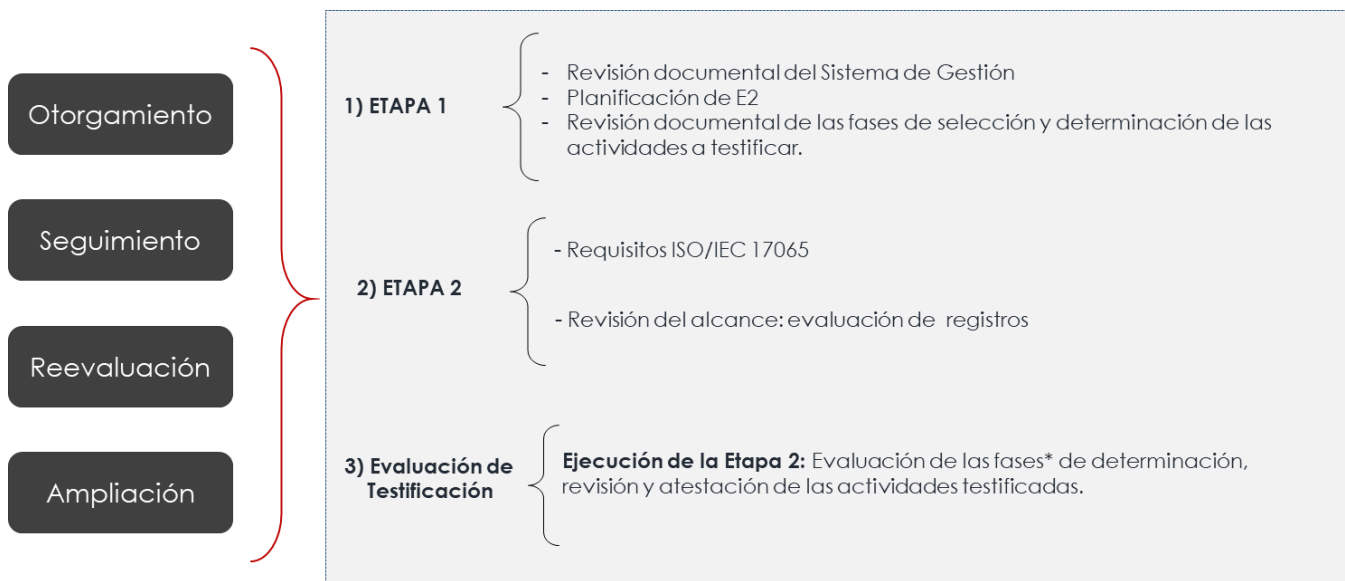 Otorgamiento
Seguimiento
Reevaluación
Ampliación
1) ETAPA 1
- Revisión documental del Sistema de Gestión
- Planificación de E2
- Revisión documental de las fases de selección y determinación de las
actividades a testificar.
2) ETAPA 2
- Requisitos ISO/IEC 17065
- Revisión del alcance: evaluación de registros
3) Evaluación de
Testificación
Ejecución de la Etapa 2: Evaluación de las fases* de determinación,
revisión y atestación de las actividades testificadas.